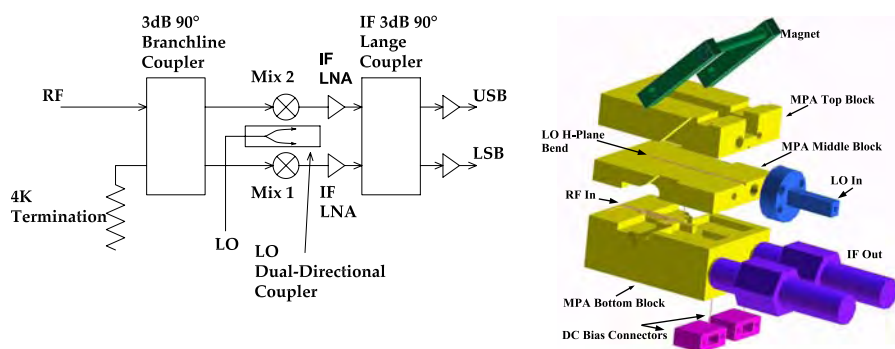 3dB 90°
Branchline
Coupler
IF 3dB 90°
Lange
Coupler
Mix 2
IF
LNA
RF
USB
LSB
Mix 1
IF
LNA
4K
Termination
LO
LO
Dual-Directional
Coupler
Magnet
MPA Top Block
LO H-Plane
Bend
MPA Middle Block
LO In
RF In
IF Out
MPA Bottom Block
DC Bias Connectors